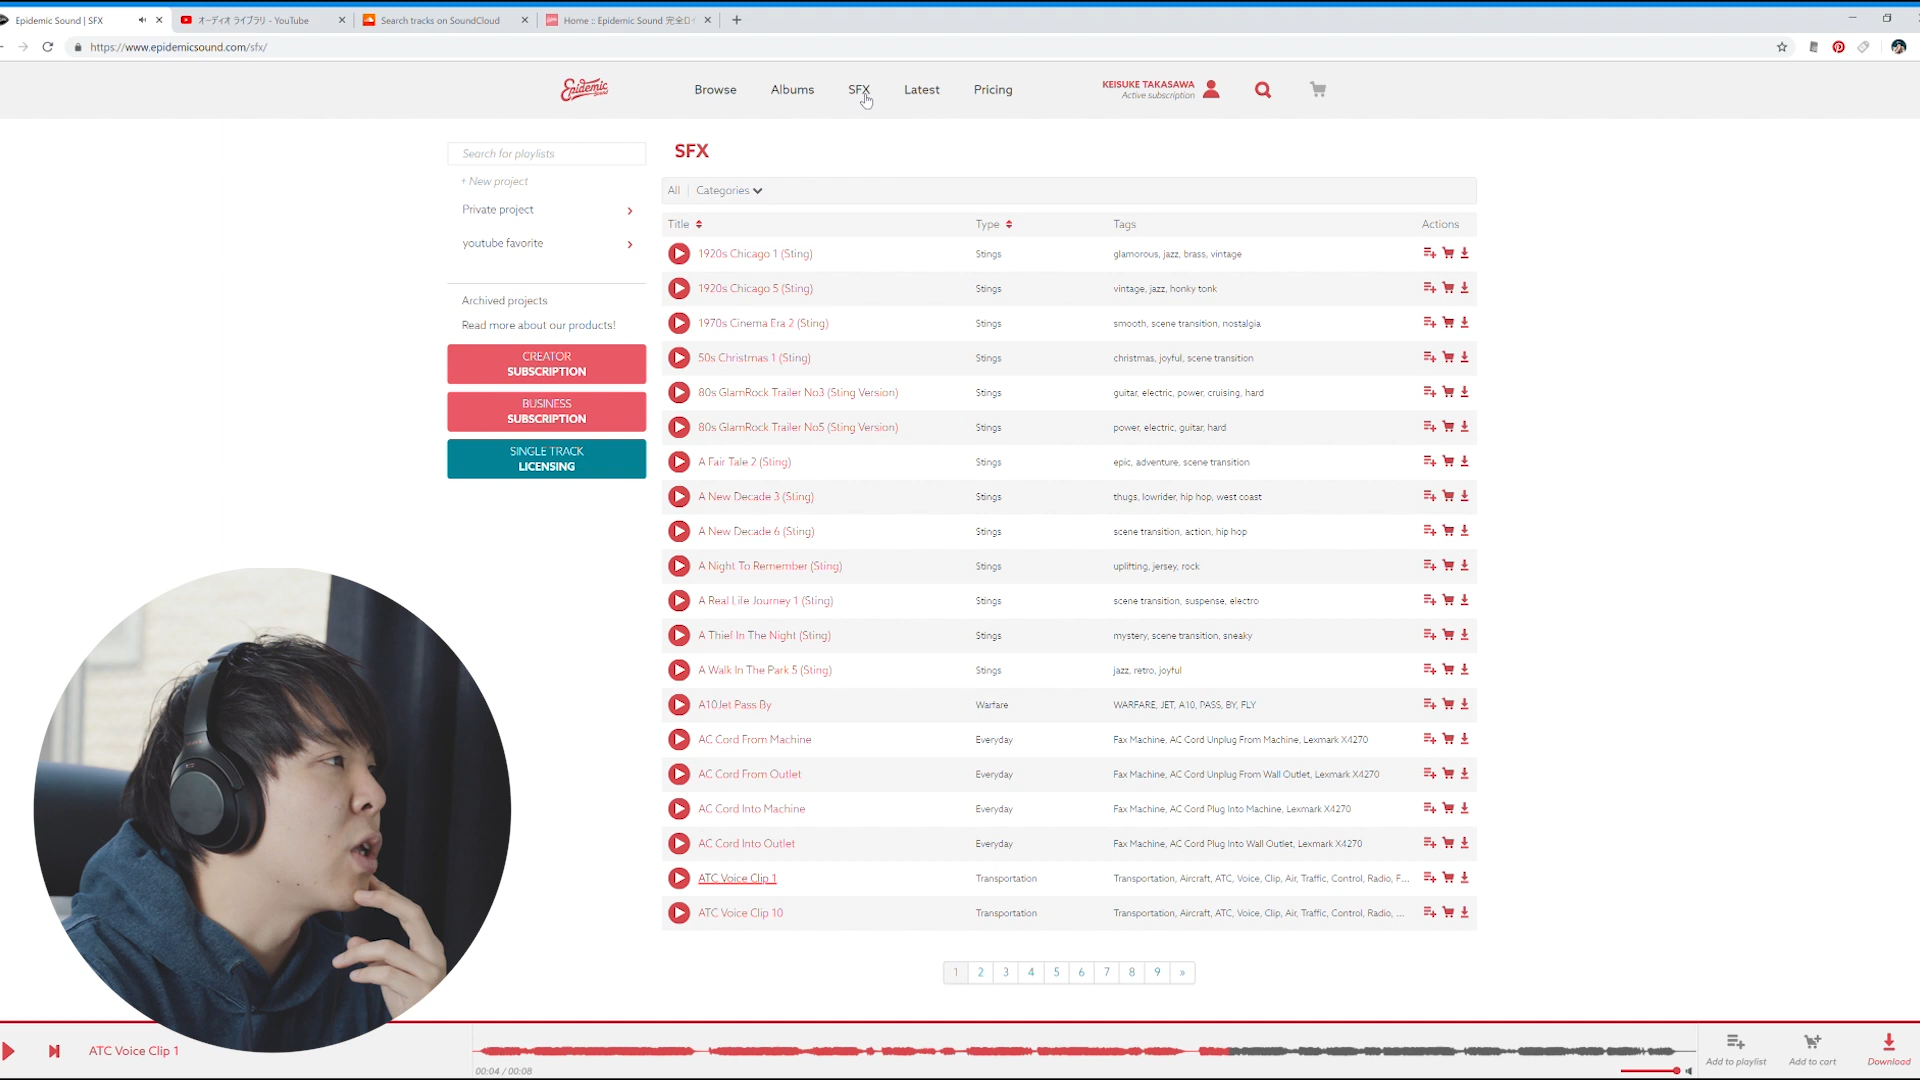 Epidemic Sound | SFX
オーディオ ライブラリ - YouTube
Search tracks on SoundCloud
Home :: Epidemic Sound
https://www.epidemicsound.com/sfx/
Epidemic Sound
Browse
Albums
SFX
Latest
Pricing
KEISUKE TAKASAWA
Active subscription
Search for playlists
+ New project
Private project
youtube favorite
Archived projects
Read more about our products!
CREATOR
SUBSCRIPTION
BUSINESS
SUBSCRIPTION
SINGLE TRACK
LICENSING
SFX
All | Categories
Title Type Tags Actions
1920s Chicago 1 (Sting) Stings glamorous, jazz, brass, vintage
1920s Chicago 5 (Sting) Stings vintage, jazz, honky tonk
1970s Cinema Era 2 (Sting) Stings smooth, scene transition, nostalgia
50s Christmas 1 (Sting) Stings christmas, joyful, scene transition
80s GlamRock Trailer No3 (Sting Version) Stings guitar, electric, power, cruising, hard
80s GlamRock Trailer No5 (Sting Version) Stings power, electric, guitar, hard
A Fair Tale 2 (Sting) Stings epic, adventure, scene transition
A New Decade 3 (Sting) Stings thugs, lowrider, hip hop, west coast
A New Decade 6 (Sting) Stings scene transition, action, hip hop
A Night To Remember (Sting) Stings uplifting, jersey, rock
A Real Life Journey 1 (Sting) Stings scene transition, suspense, electro
A Thief In The Night (Sting) Stings mystery, scene transition, sneaky
A Walk In The Park 5 (Sting) Stings jazz, retro, joyful
A10Jet Pass By Warfare WARFARE, JET, A10, PASS, BY, FLY
AC Cord From Machine Everyday Fax Machine, AC Cord Unplug From Machine, Lexmark X4270
AC Cord From Outlet Everyday Fax Machine, AC Cord Unplug From Wall Outlet, Lexmark X4270
AC Cord Into Machine Everyday Fax Machine, AC Cord Plug Into Machine, Lexmark X4270
AC Cord Into Outlet Everyday Fax Machine, AC Cord Plug Into Wall Outlet, Lexmark X4270
ATC Voice Clip 1 Transportation Transportation, Aircraft, ATC, Voice, Clip, Air, Traffic, Control, Radio, F...
ATC Voice Clip 10 Transportation Transportation, Aircraft, ATC, Voice, Clip, Air, Traffic, Control, Radio, ...
1 2 3 4 5 6 7 8 9 »
ATC Voice Clip 1
00:04 / 00:08
Add to playlist
Add to cart
Download